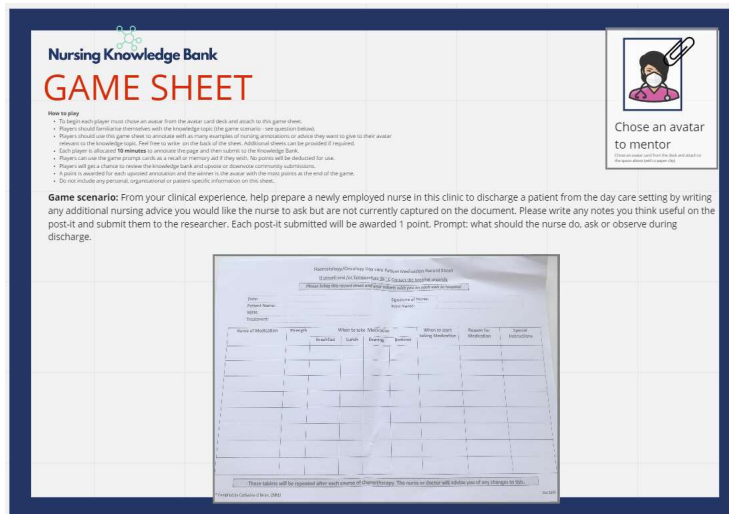 Nursing Knowledge Bank
GAME SHEET
How to play
• To begin each player must chose an avatar from the avatar card deck and attach to this game sheet.
• Players should familiarise themselves with the knowledge topic (the game scenario - see question below).
• Players should use this game sheet to annotate with as many examples of nursing annotations or advice they want to give to their avatar
relevant to the knowledge topic. Feel free to write on the back of the sheet. Additional sheets can be provided if required.
• Each player is allocated 10 minutes to annotate the page and then submit to the Knowledge Bank.
• Players can use the game prompt cards as a recall or memory aid if they wish. No points will be deducted for use.
• Players will get a chance to review the knowledge bank and upvote or downvote community submissions.
• A point is awarded for each upvoted annotation and the winner is the avatar with the most points at the end of the game.
• Do not include any personal, organisational or patient-specific information on this sheet.
Chose an avatar
to mentor
Chose an avatar card from the deck and attach to
the space above (with a paper clip)
Game scenario: From your clinical experience, help prepare a newly employed nurse in this clinic to discharge a patient from the day care setting by writing
any additional nursing advice you would like the nurse to ask but are not currently captured on the document. Please write any notes you think useful on the
post-it and submit them to the researcher. Each post-it submitted will be awarded 1 point. Prompt: what should the nurse do, ask or observe during
discharge.
Haematology/Oncology Day care Patient Medication Record Sheet
Please bring this record sheet and your tablets with you on each visit to hospital
Date: Signature of Nurse:
Patient Name: Print Name:
MRN:
Treatment:
Name of Medication Strength When to take Medication When to start taking Medication Reason for Medication Special Instructions
Breakfast Lunch Evening Bedtime
These tablets will be repeated after each course of chemotherapy. The nurse or doctor will advise you of any changes to this.